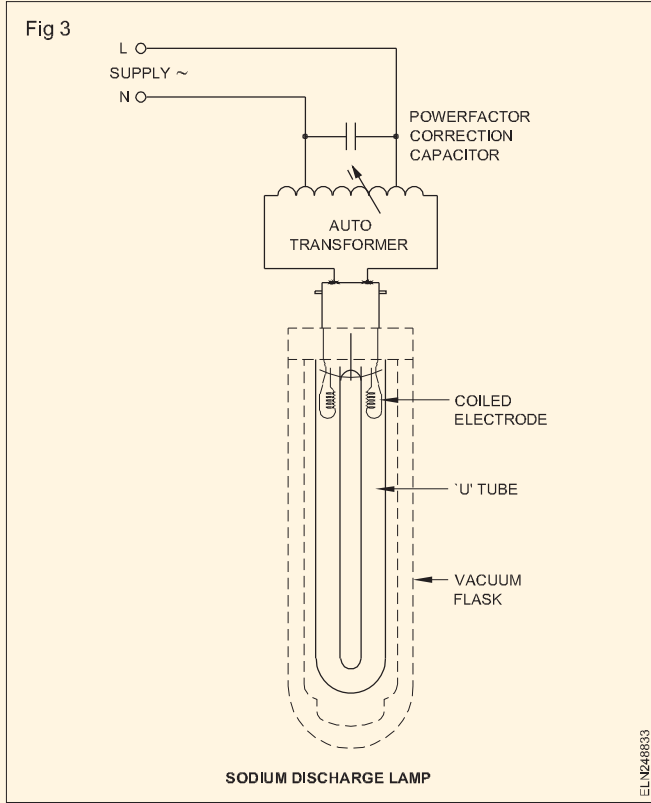 Fig 3
L
SUPPLY ~
N
POWERFACTOR
CORRECTION
CAPACITOR
AUTO
TRANSFORMER
COILED
ELECTRODE
`U' TUBE
VACUUM
FLASK
SODIUM DISCHARGE LAMP
ELN248833